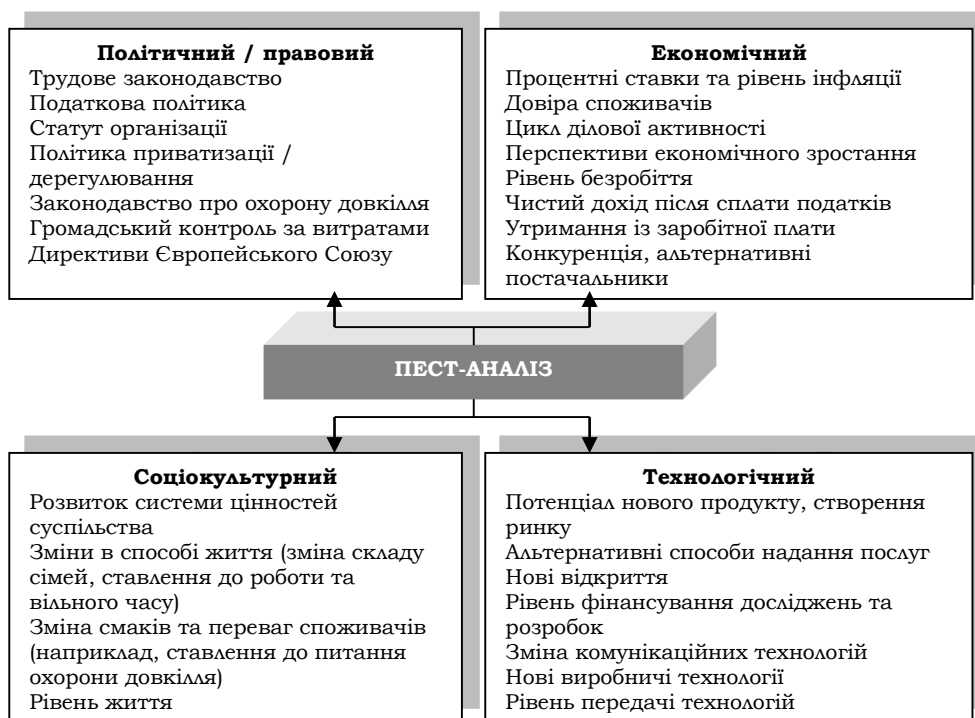 Політичний / правовий
Трудове законодавство
Податкова політика
Статут організації
Політика приватизації /
дерегулювання
Законодавство про охорону довкілля
Громадський контроль за витратами
Директиви Європейського Союзу
Економічний
Процентні ставки та рівень інфляції
Довіра споживачів
Цикл ділової активності
Перспективи економічного зростання
Рівень безробіття
Чистий дохід після сплати податків
Утримання із заробітної плати
Конкуренція, альтернативні
постачальники
ПЕСТ-АНАЛІЗ
Соціокультурний
Розвиток системи цінностей
суспільства
Зміни в способі життя (зміна складу
сімей, ставлення до роботи та
вільного часу)
Зміна смаків та переваг споживачів
(наприклад, ставлення до питання
охорони довкілля)
Рівень життя
Технологічний
Потенціал нового продукту, створення
ринку
Альтернативні способи надання послуг
Нові відкриття
Рівень фінансування досліджень та
розробок
Зміна комунікаційних технологій
Нові виробничі технології
Рівень передачі технологій